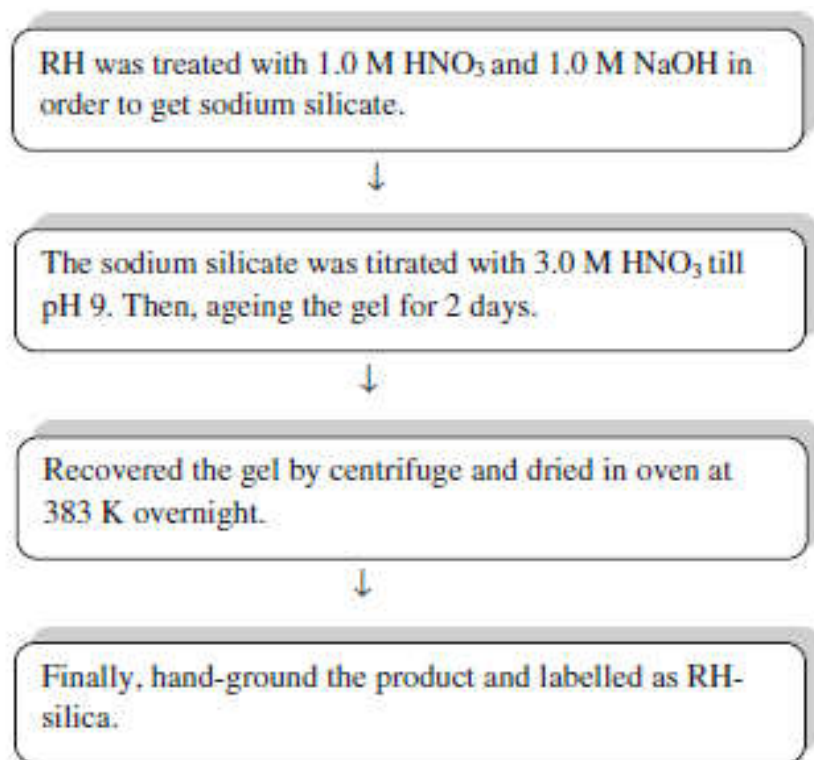 RH was treated with 1.0 M HNO₃ and 1.0 M NaOH in
order to get sodium silicate.
↓
The sodium silicate was titrated with 3.0 M HNO₃ till
pH 9. Then, ageing the gel for 2 days.
↓
Recovered the gel by centrifuge and dried in oven at
383 K overnight.
↓
Finally, hand-ground the product and labelled as RH-
silica.